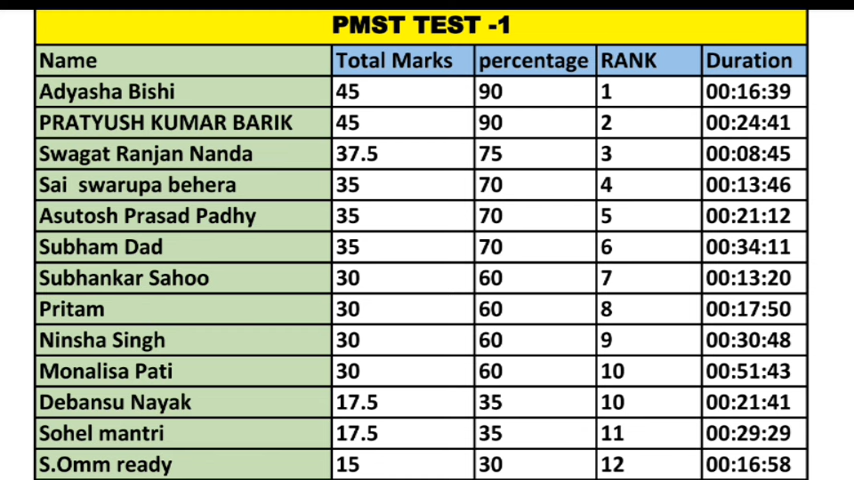 PMST TEST -1
Name Total Marks percentage RANK Duration
Adyasha Bishi 45 90 1 00:16:39
PRATYUSH KUMAR BARIK 45 90 2 00:24:41
Swagat Ranjan Nanda 37.5 75 3 00:08:45
Sai swarupa behera 35 70 4 00:13:46
Asutosh Prasad Padhy 35 70 5 00:21:12
Subham Dad 35 70 6 00:34:11
Subhankar Sahoo 30 60 7 00:13:20
Pritam 30 60 8 00:17:50
Ninsha Singh 30 60 9 00:30:48
Monalisa Pati 30 60 10 00:51:43
Debansu Nayak 17.5 35 10 00:21:41
Sohel mantri 17.5 35 11 00:29:29
S.Omm ready 15 30 12 00:16:58